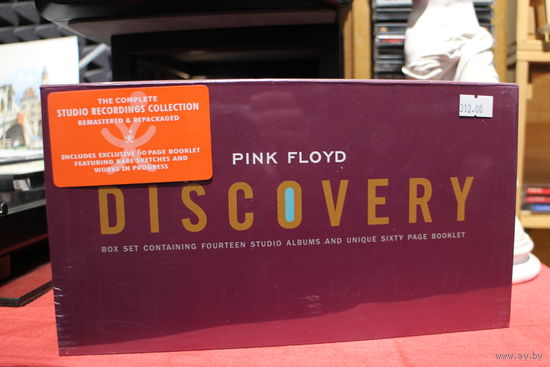 THE COMPLETE
STUDIO RECORDINGS COLLECTION
REMASTERED & REPACKAGED
INCLUDES EXCLUSIVE 60 PAGE BOOKLET
FEATURING RARE SKETCHES AND
WORKS IN PROGRESS
312.00
PINK FLOYD
DISCOVERY
BOX SET CONTAINING FOURTEEN STUDIO ALBUMS AND UNIQUE SIXTY PAGE BOOKLET
www.ay.by